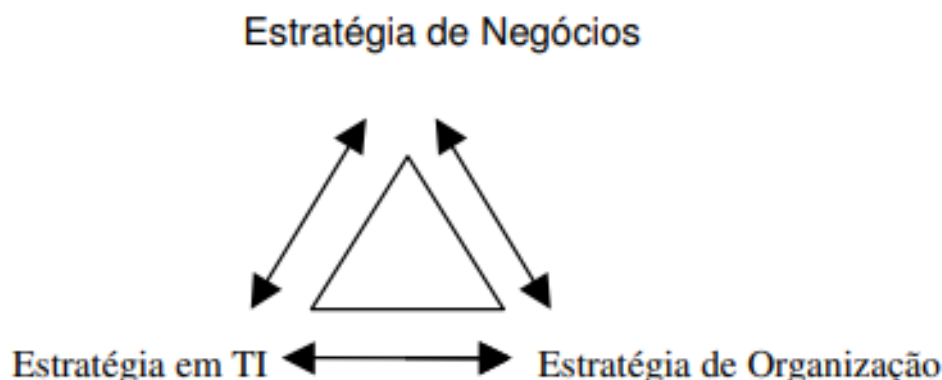 Estratégia de Negócios
Estratégia em TI
Estratégia de Organização